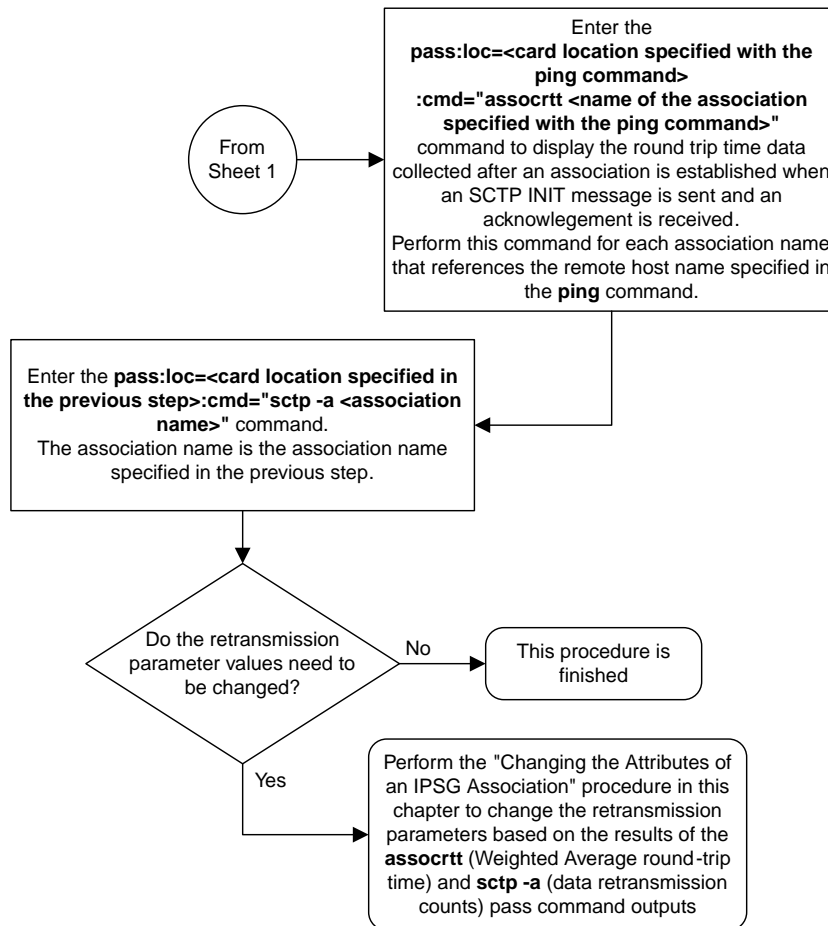 Enter the
pass:loc=<card location specified with the
ping command>
:cmd="assocrtt <name of the association
specified with the ping command>"
command to display the round trip time data
collected after an association is established when
an SCTP INIT message is sent and an
acknowlegement is received.
Perform this command for each association name
that references the remote host name specified in
the ping command.
From
Sheet 1
Enter the pass:loc=<card location specified in
the previous step>:cmd="sctp -a <association
name>" command.
The association name is the association name
specified in the previous step.
Do the retransmission
parameter values need to
be changed?
No
This procedure is
finished
Yes
Perform the "Changing the Attributes of
an IPSG Association" procedure in this
chapter to change the retransmission
parameters based on the results of the
assocrtt (Weighted Average round-trip
time) and sctp -a (data retransmission
counts) pass command outputs